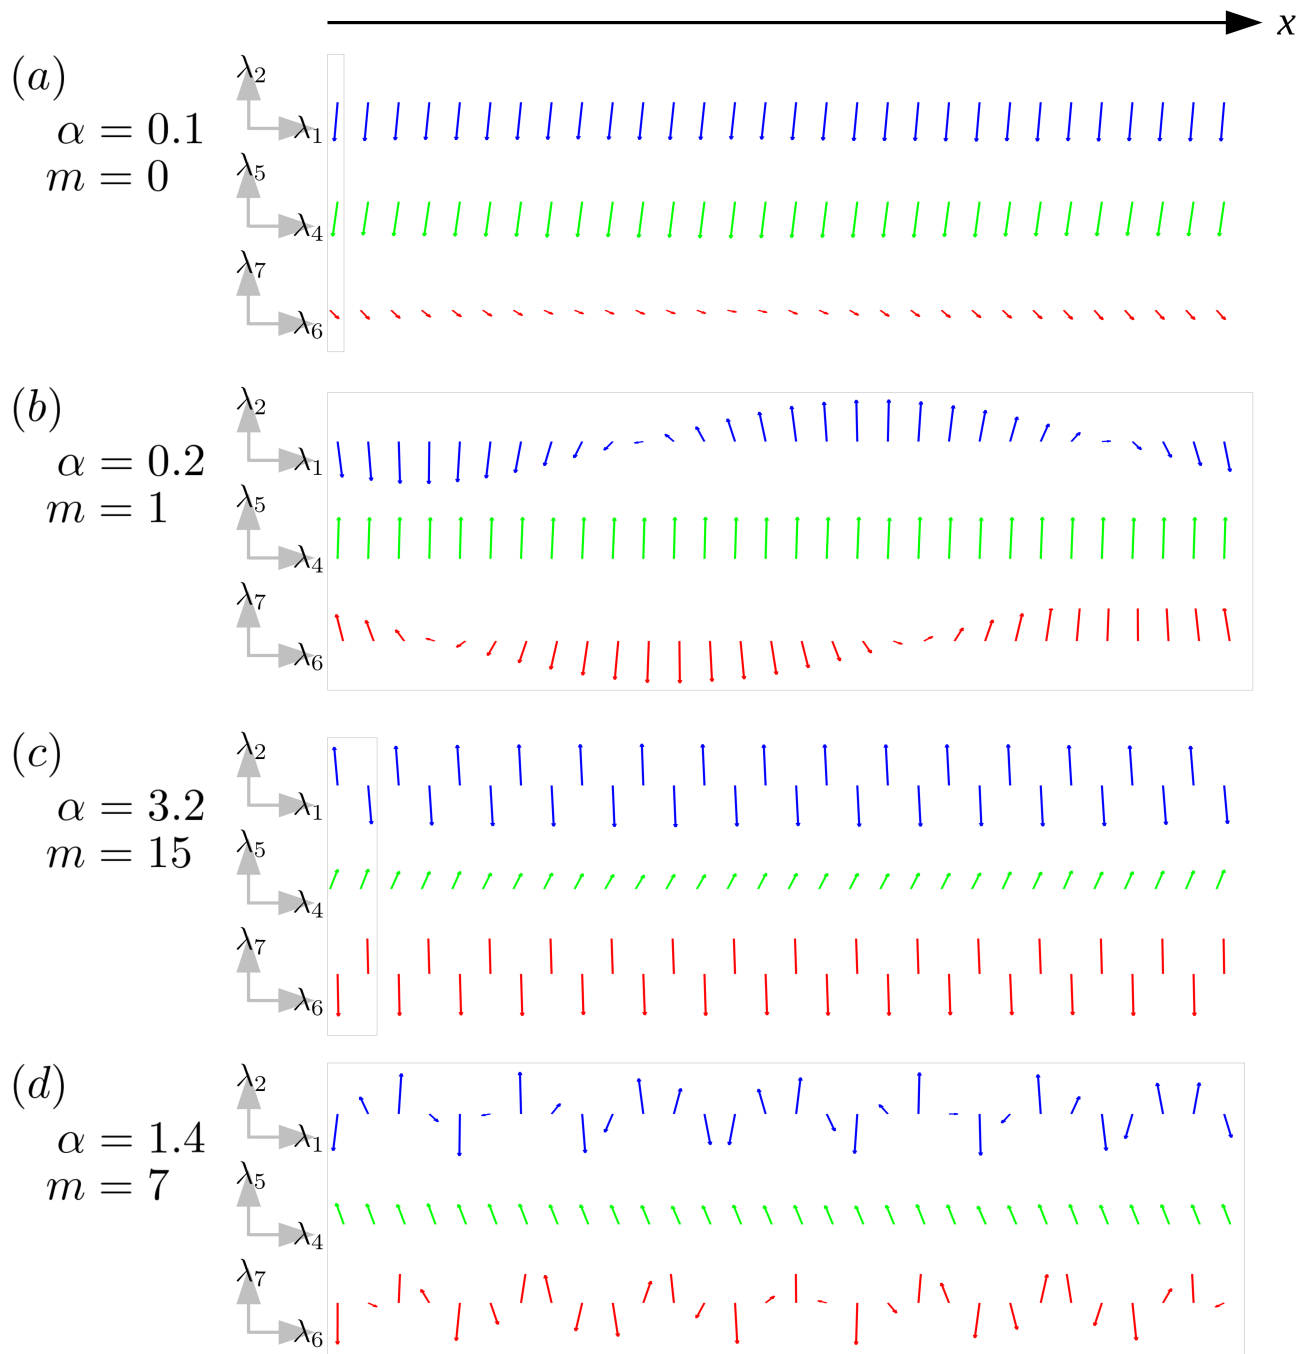 x
(a)
λ2
α = 0.1
λ1
m = 0
λ5
λ4
λ7
λ6
(b)
λ2
α = 0.2
λ1
m = 1
λ5
λ4
λ7
λ6
(c)
λ2
α = 3.2
λ1
m = 15
λ5
λ4
λ7
λ6
(d)
λ2
α = 1.4
λ1
m = 7
λ5
λ4
λ7
λ6